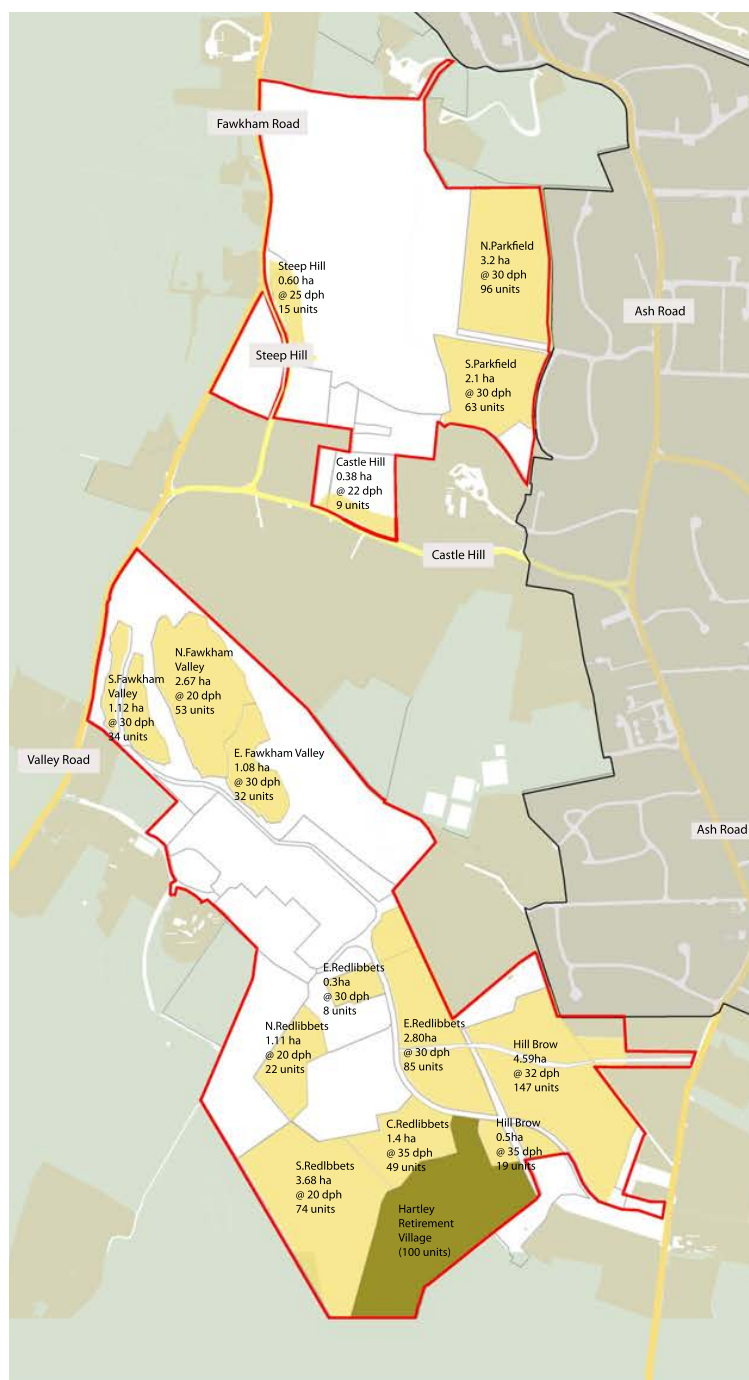 Fawkham Road
N.Parkfield
3.2 ha
@ 30 dph
96 units
Steep Hill
0.60 ha
@ 25 dph
15 units
Ash Road
Steep Hill
S.Parkfield
2.1 ha
@ 30 dph
63 units
Castle Hill
0.38 ha
@ 22 dph
9 units
Castle Hill
N.Fawkham
Valley
2.67 ha
@ 20 dph
53 units
S.Fawkham
Valley
1.12 ha
@ 30 dph
34 units
E. Fawkham Valley
1.08 ha
@ 30 dph
32 units
Valley Road
Ash Road
E.Redlibbets
0.3ha
@ 30 dph
8 units
N.Redlibbets
1.11 ha
@ 20 dph
22 units
E.Redlibbets
2.80ha
@ 30 dph
85 units
Hill Brow
4.59ha
@ 32 dph
147 units
C.Redlibbets
1.4 ha
@ 35 dph
49 units
Hill Brow
0.5ha
@ 35 dph
19 units
S.Redlbbets
3.68 ha
@ 20 dph
74 units
Hartley
Retirement
Village
(100 units)